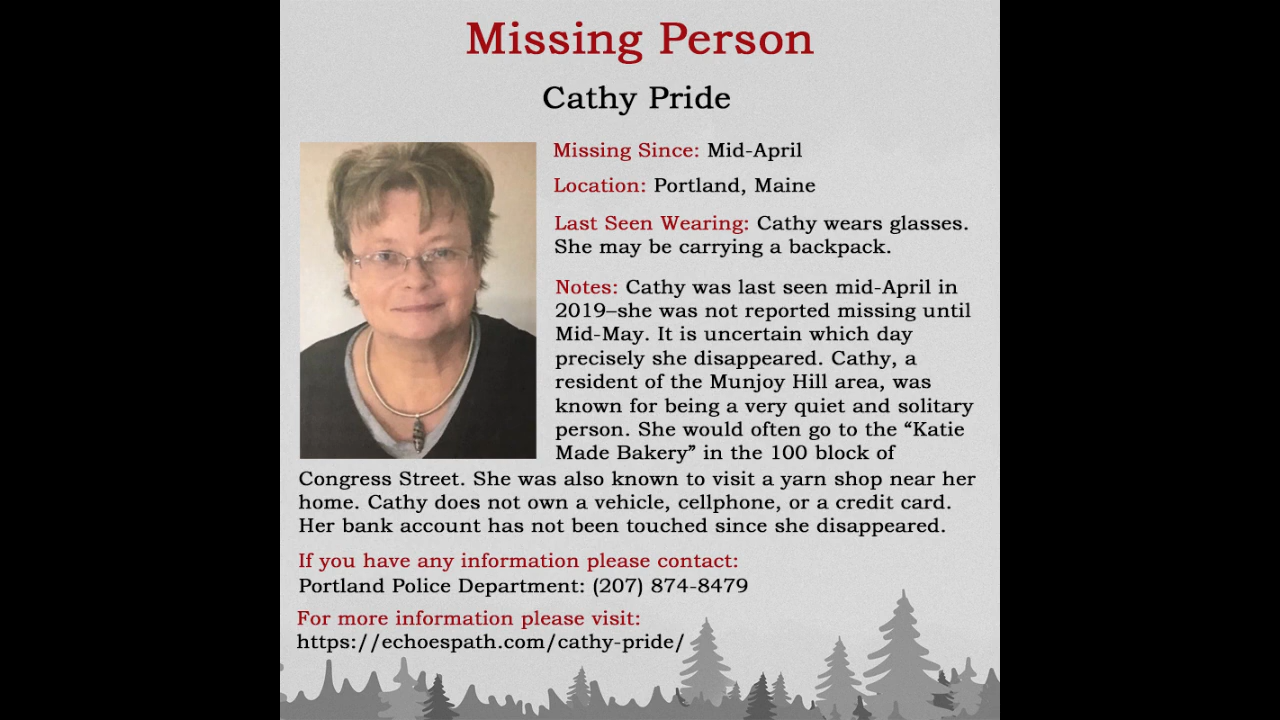 Missing Person
Cathy Pride
Missing Since: Mid-April
Location: Portland, Maine
Last Seen Wearing: Cathy wears glasses.
She may be carrying a backpack.
Notes: Cathy was last seen mid-April in
2019–she was not reported missing until
Mid-May. It is uncertain which day
precisely she disappeared. Cathy, a
resident of the Munjoy Hill area, was
known for being a very quiet and solitary
person. She would often go to the “Katie
Made Bakery” in the 100 block of
Congress Street. She was also known to visit a yarn shop near her
home. Cathy does not own a vehicle, cellphone, or a credit card.
Her bank account has not been touched since she disappeared.
If you have any information please contact:
Portland Police Department: (207) 874-8479
For more information please visit:
https://echoespath.com/cathy-pride/